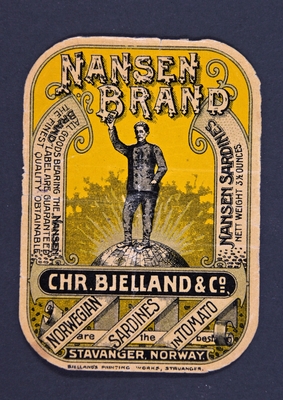 NANSEN
BRAND
ALL GOODS BEARING THE "NANSEN
BRAND" LABEL ARE GUARANTEED
THE FINEST
QUALITY OBTAINABLE
NANSEN SARDINES
NET WEIGHT 3¾ OUNCES
CHR. BJELLAND & Co.
NORWEGIAN SARDINES IN TOMATO
are the best
STAVANGER, NORWAY.
BJELLAND'S PRINTING WORKS, STAVANGER.